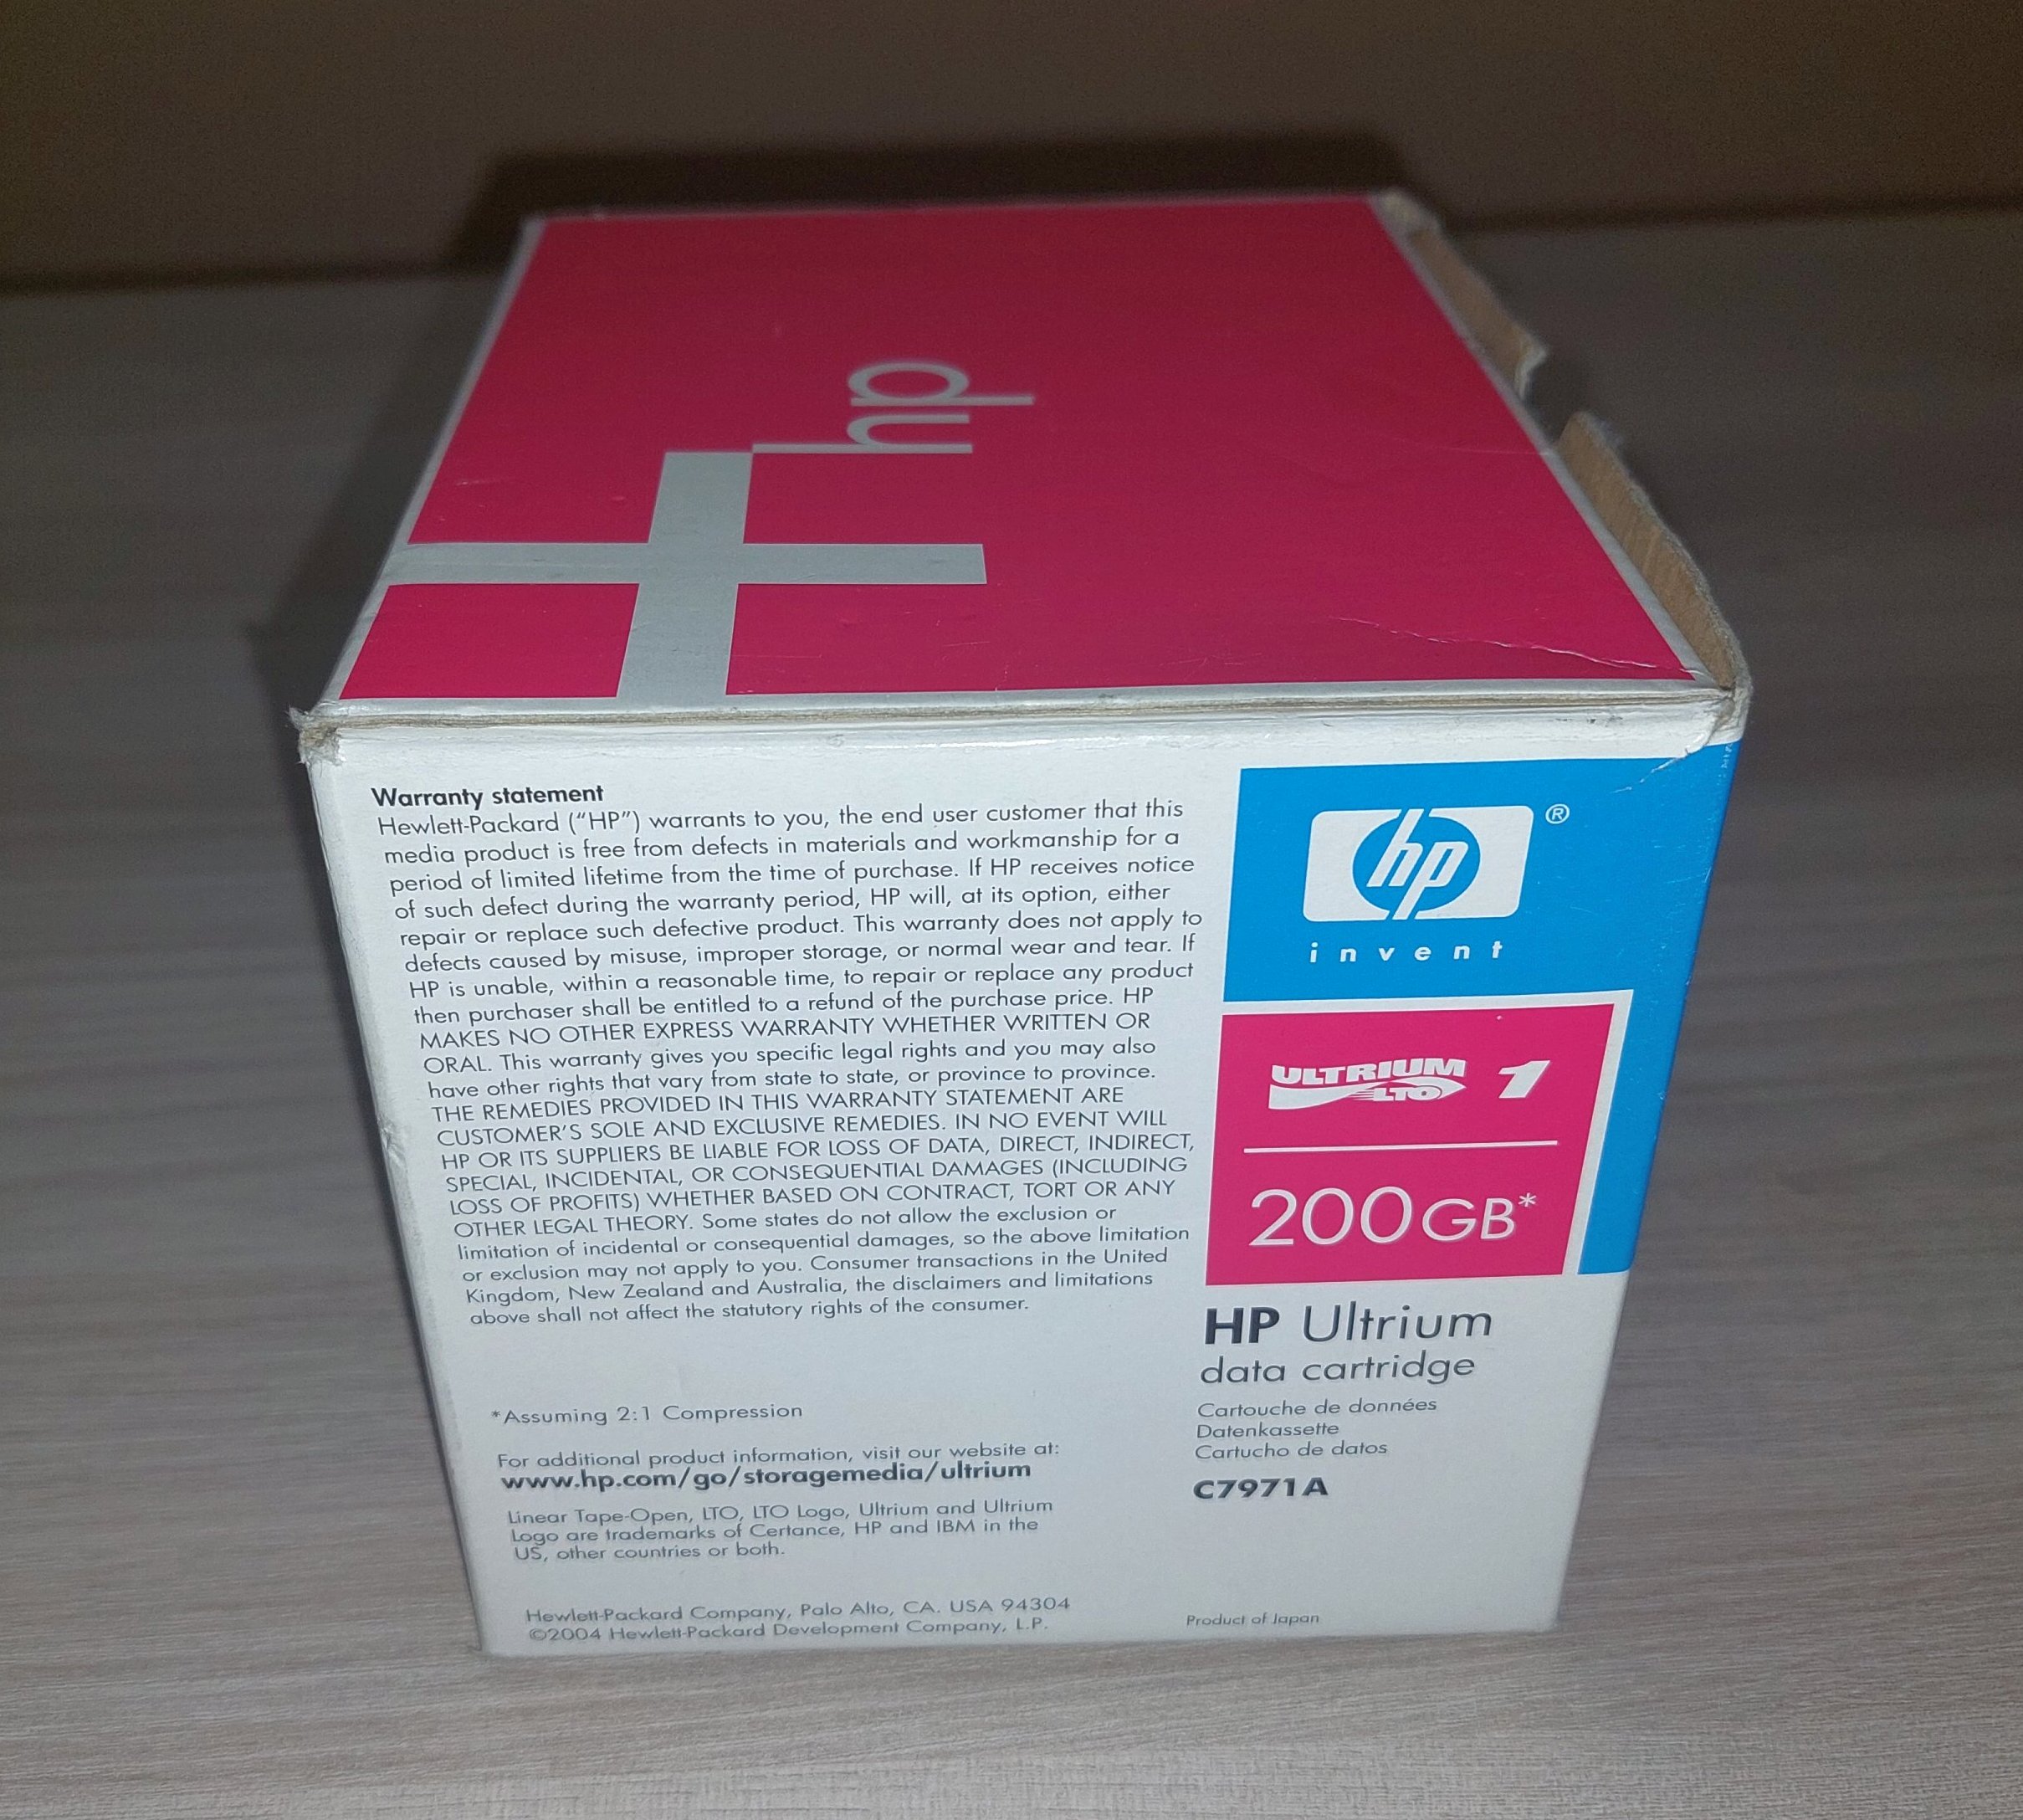 hp
Warranty statement
Hewlett-Packard (“HP”) warrants to you, the end user customer that this
media product is free from defects in materials and workmanship for a
period of limited lifetime from the time of purchase. If HP receives notice
of such defect during the warranty period, HP will, at its option, either
repair or replace such defective product. This warranty does not apply to
defects caused by misuse, improper storage, or normal wear and tear. If
HP is unable, within a reasonable time, to repair or replace any product
then purchaser shall be entitled to a refund of the purchase price. HP
MAKES NO OTHER EXPRESS WARRANTY WHETHER WRITTEN OR
ORAL. This warranty gives you specific legal rights and you may also
have other rights that vary from state to state, or province to province.
THE REMEDIES PROVIDED IN THIS WARRANTY STATEMENT ARE
CUSTOMER’S SOLE AND EXCLUSIVE REMEDIES. IN NO EVENT WILL
HP OR ITS SUPPLIERS BE LIABLE FOR LOSS OF DATA, DIRECT, INDIRECT,
SPECIAL, INCIDENTAL, OR CONSEQUENTIAL DAMAGES (INCLUDING
LOSS OF PROFITS) WHETHER BASED ON CONTRACT, TORT OR ANY
OTHER LEGAL THEORY. Some states do not allow the exclusion or
limitation of incidental or consequential damages, so the above limitation
or exclusion may not apply to you. Consumer transactions in the United
Kingdom, New Zealand and Australia, the disclaimers and limitations
above shall not affect the statutory rights of the consumer.
*Assuming 2:1 Compression
For additional product information, visit our website at:
www.hp.com/go/storagemedia/ultrium
Linear Tape-Open, LTO, LTO Logo, Ultrium and Ultrium
Logo are trademarks of Certance, HP and IBM in the
US, other countries or both.
Hewlett-Packard Company, Palo Alto, CA. USA 94304
©2004 Hewlett-Packard Development Company, L.P.
hp ®
invent
ULTRIUM 1
LTO
200GB*
HP Ultrium
data cartridge
Cartouche de données
Datenkassette
Cartucho de datos
C7971A
Product of Japan